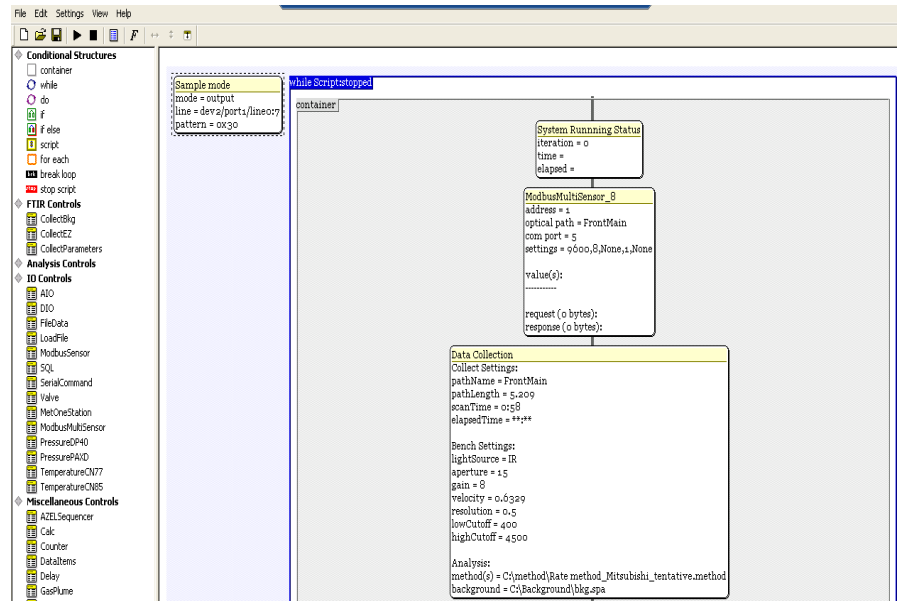 File Edit Settings View Help
F
Conditional Structures
container
while
do
if
if else
script
for each
break loop
stop script
FTIR Controls
CollectBkg
CollectEZ
CollectParameters
Analysis Controls
IO Controls
AIO
DIO
FileData
LoadFile
ModbusSensor
SQL
SerialCommand
Valve
MetOneStation
ModbusMultiSensor
PressureDP40
PressurePAXD
TemperatureCN77
TemperatureCN85
Miscellaneous Controls
AZELSequencer
Calc
Counter
DataItems
Delay
GasPlume
Sample mode
mode = output
line = dev2/port1/line0:7
pattern = 0x30
while Script:stopped
container
System Runnning Status
iteration = 0
time =
elapsed =
ModbusMultiSensor_8
address = 1
optical path = FrontMain
com port = 5
settings = 9600,8,None,1,None
value(s):
-----------
request (0 bytes):
response (0 bytes):
Data Collection
Collect Settings:
pathName = FrontMain
pathLength = 5.209
scanTime = 0:58
elapsedTime = **:**
Bench Settings:
lightSource = IR
aperture = 15
gain = 8
velocity = 0.6329
resolution = 0.5
lowCutoff = 400
highCutoff = 4500
Analysis:
method(s) = C:\method\Rate method_Mitsubishi_tentative.method
background = C:\Background\bkg.spa